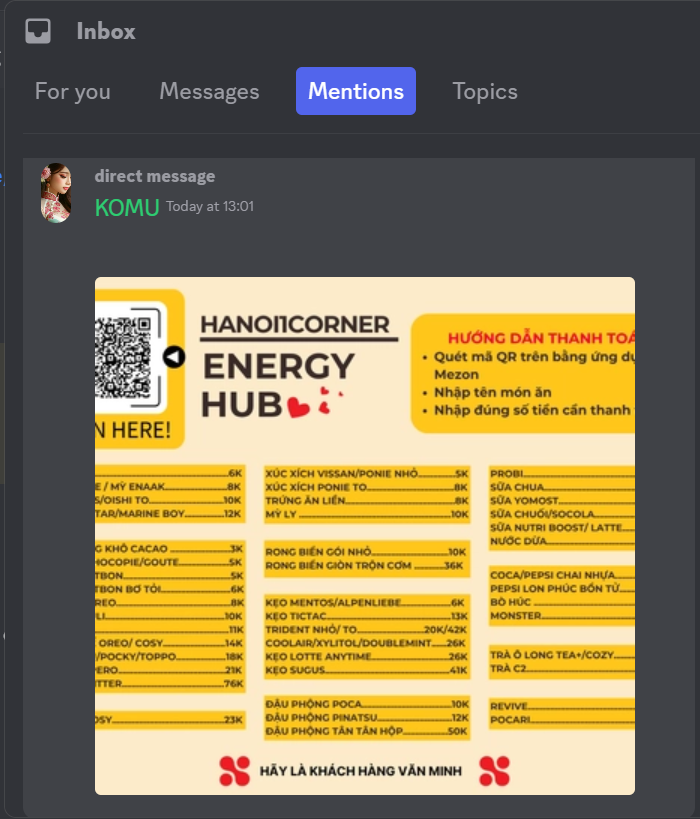 Inbox
For you
Messages
Mentions
Topics
direct message
KOMU Today at 13:01
HANOI1CORNER
ENERGY
HUB
N HERE!
HƯỚNG DẪN THANH TOÁ
• Quét mã QR trên bằng ứng dụ
Mezon
• Nhập tên món ăn
• Nhập đúng số tiền cần thanh
6K
E / MỲ ENAAK 8K
S/OISHI TO 10K
TAR/MARINE BOY 12K
G KHÔ CACAO 3K
HOCOPIE/GOUTE 5K
TBON 5K
TBON BƠ TỎI 6K
REO 8K
LI 10K
11K
OREO/ COSY 14K
/POCKY/TOPPO 18K
ERO 21K
TTER 76K
OSY 23K
XÚC XÍCH VISSAN/PONIE NHỎ 5K
XÚC XÍCH PONIE TO 8K
TRỨNG ĂN LIỀN 8K
MỲ LY 10K
RONG BIỂN GÓI NHỎ 10K
RONG BIỂN GIÒN TRỘN CƠM 36K
KẸO MENTOS/ALPENLIEBE 6K
KẸO TICTAC 13K
TRIDENT NHỎ/ TO 20K/42K
COOLAIR/XYLITOL/DOUBLEMINT 26K
KẸO LOTTE ANYTIME 26K
KẸO SUGUS 41K
ĐẬU PHỘNG POCA 10K
ĐẬU PHỘNG PINATSU 12K
ĐẬU PHỘNG TÂN TÂN HỘP 50K
PROBI
SỮA CHUA
SỮA YOMOST
SỮA CHUỐI/SOCOLA
SỮA NUTRI BOOST/ LATTE
NƯỚC DỪA
COCA/PEPSI CHAI NHỰA
PEPSI LON PHÚC BỒN TỬ
BÒ HÚC
MONSTER
TRÀ Ô LONG TEA+/COZY
TRÀ C2
REVIVE
POCARI
HÃY LÀ KHÁCH HÀNG VĂN MINH